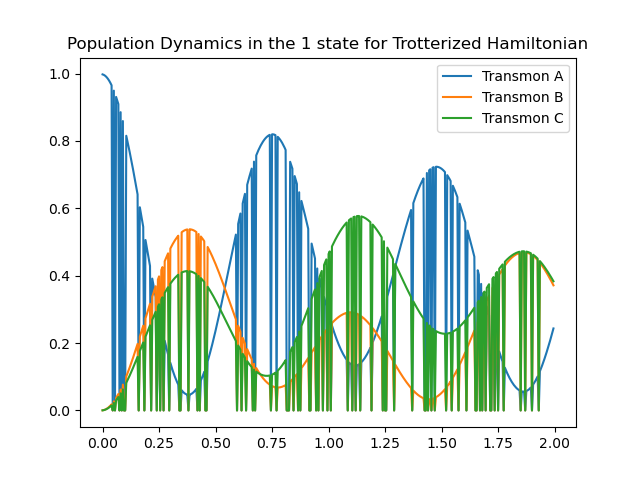 Population Dynamics in the 1 state for Trotterized Hamiltonian
Transmon A
Transmon B
Transmon C
1.0
0.8
0.6
0.4
0.2
0.0
0.00 0.25 0.50 0.75 1.00 1.25 1.50 1.75 2.00